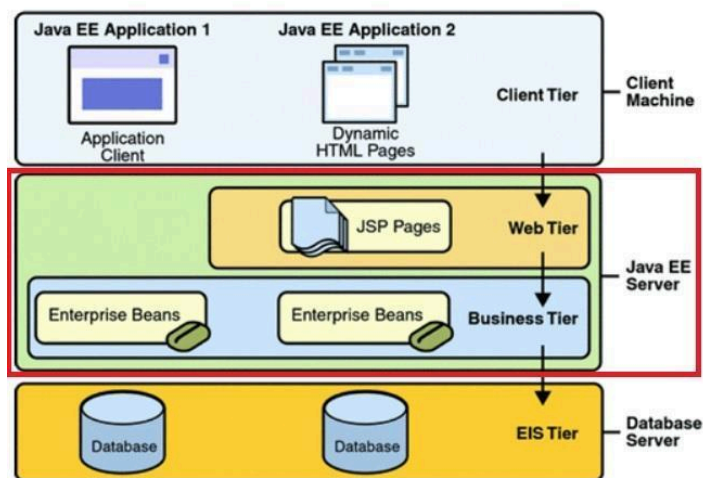 Java EE Application 1
Java EE Application 2
Application
Client
Dynamic
HTML Pages
Client Tier
Client
Machine
JSP Pages
Web Tier
Java EE
Server
Enterprise Beans
Enterprise Beans
Business Tier
Database
Database
EIS Tier
Database
Server